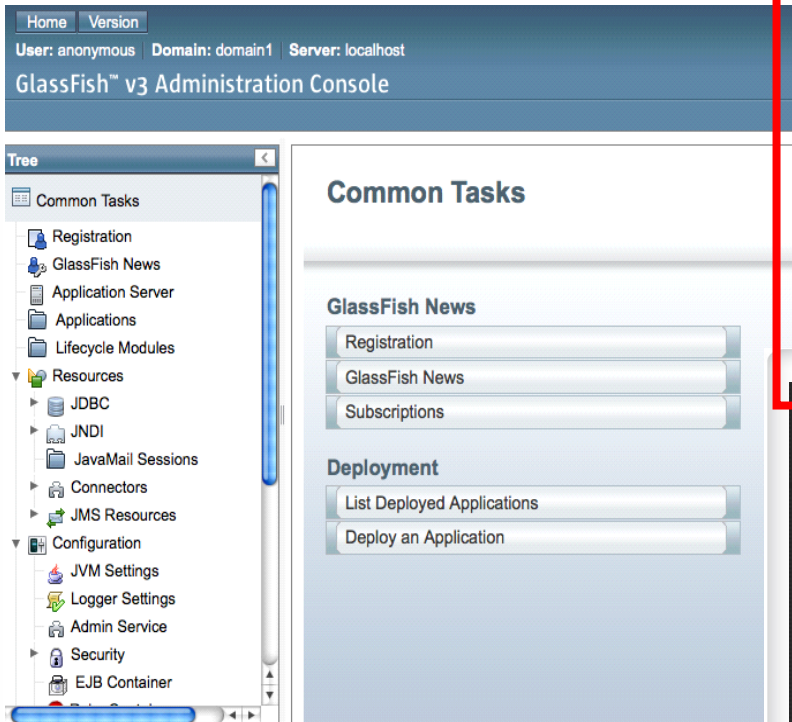 Home Version
User: anonymous Domain: domain1 Server: localhost
GlassFish™ v3 Administration Console
Tree
Common Tasks
Registration
GlassFish News
Application Server
Applications
Lifecycle Modules
Resources
JDBC
JNDI
JavaMail Sessions
Connectors
JMS Resources
Configuration
JVM Settings
Logger Settings
Admin Service
Security
EJB Container
Common Tasks
GlassFish News
Registration
GlassFish News
Subscriptions
Deployment
List Deployed Applications
Deploy an Application